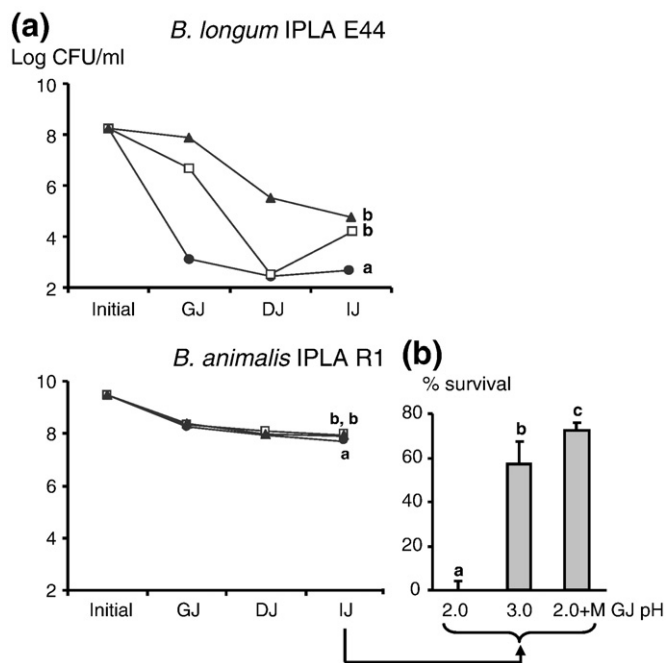 (a)
B. longum IPLA E44
Log CFU/ml
10
8
6
4
2
b
b
a
Initial GJ DJ IJ
B. animalis IPLA R1
10
8
6
4
2
b, b
a
Initial GJ DJ IJ
(b)
% survival
80
60
40
20
0
a
b
c
2.0 3.0 2.0+M GJ pH